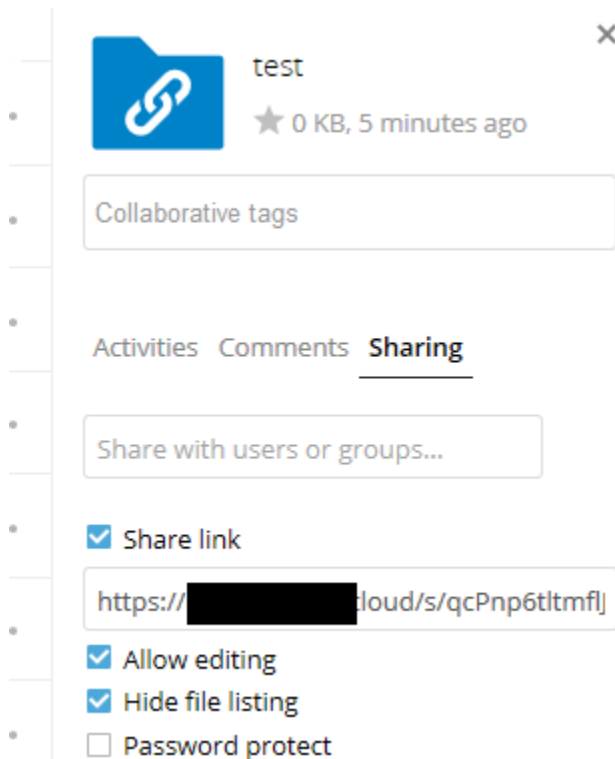 test
0 KB, 5 minutes ago
Collaborative tags
Activities Comments Sharing
Share with users or groups...
Share link
https:// cloud/s/qcPnp6tltmfl
Allow editing
Hide file listing
Password protect